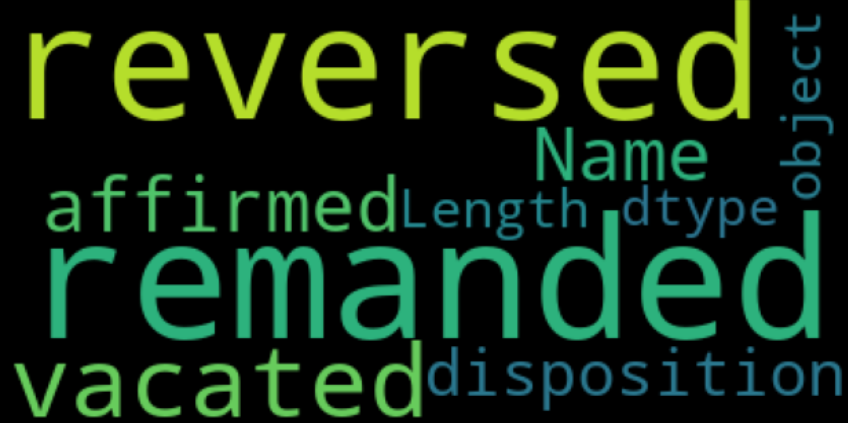 reversed
object
Name
affirmed
Length
dtype
remanded
vacated
disposition